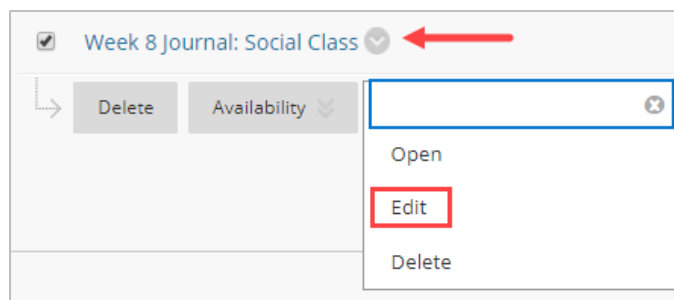 Week 8 Journal: Social Class
Delete
Availability
Open
Edit
Delete